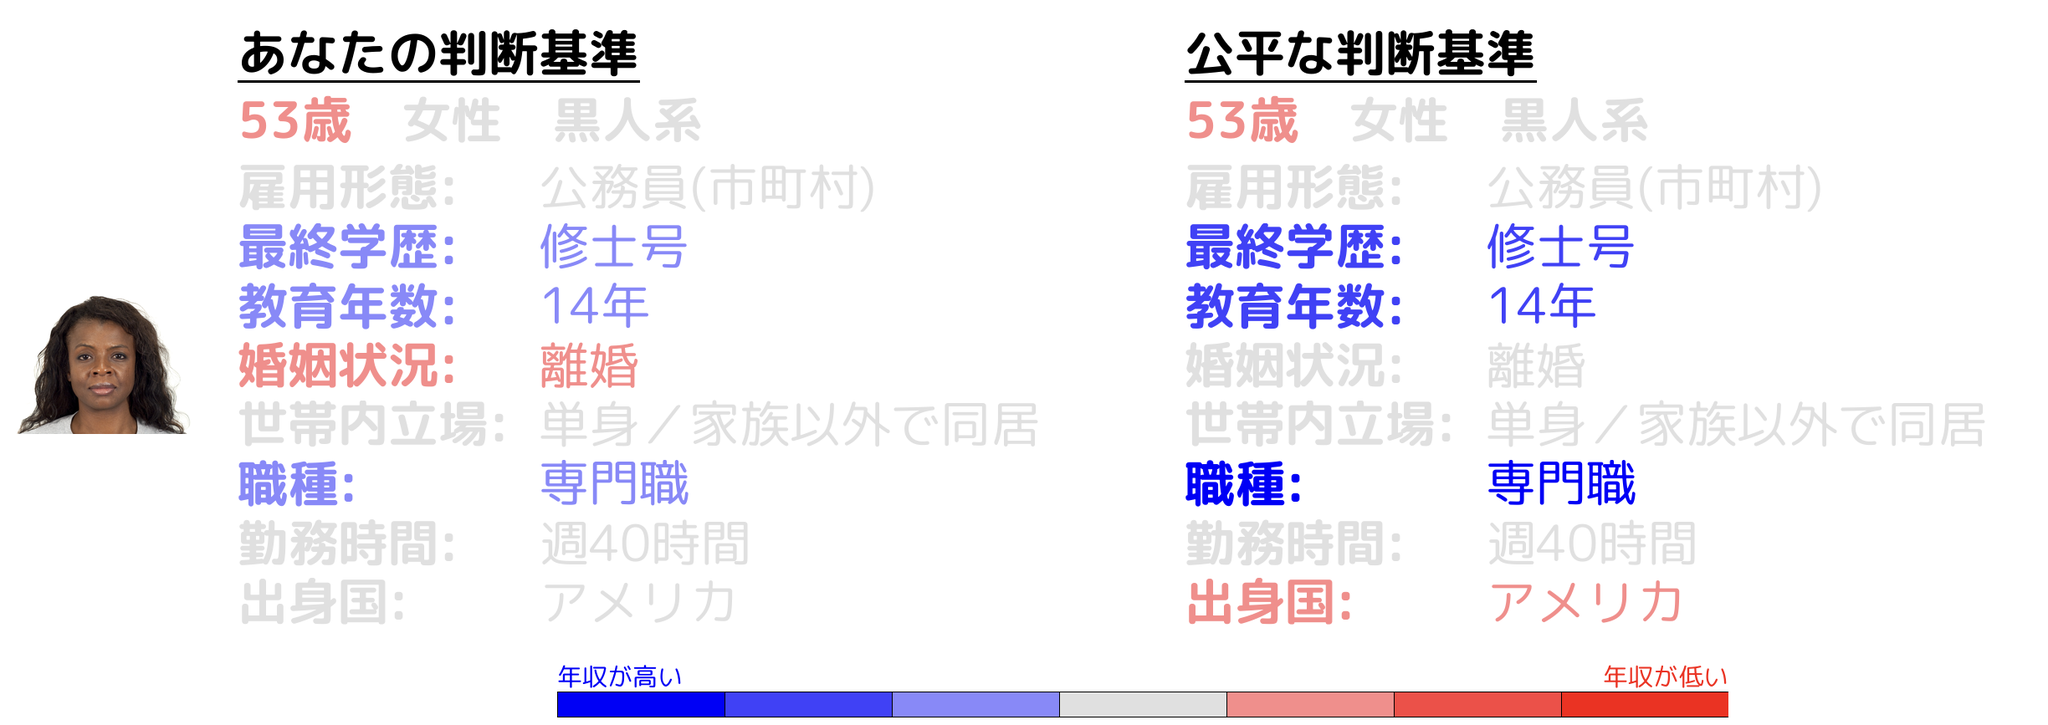 あなたの判断基準
53歳 女性 黒人系
雇用形態: 公務員(市町村)
最終学歴: 修士号
教育年数: 14年
婚姻状況: 離婚
世帯内立場: 単身／家族以外で同居
職種: 専門職
勤務時間: 週40時間
出身国: アメリカ
公平な判断基準
53歳 女性 黒人系
雇用形態: 公務員(市町村)
最終学歴: 修士号
教育年数: 14年
婚姻状況: 離婚
世帯内立場: 単身／家族以外で同居
職種: 専門職
勤務時間: 週40時間
出身国: アメリカ
年収が高い
年収が低い